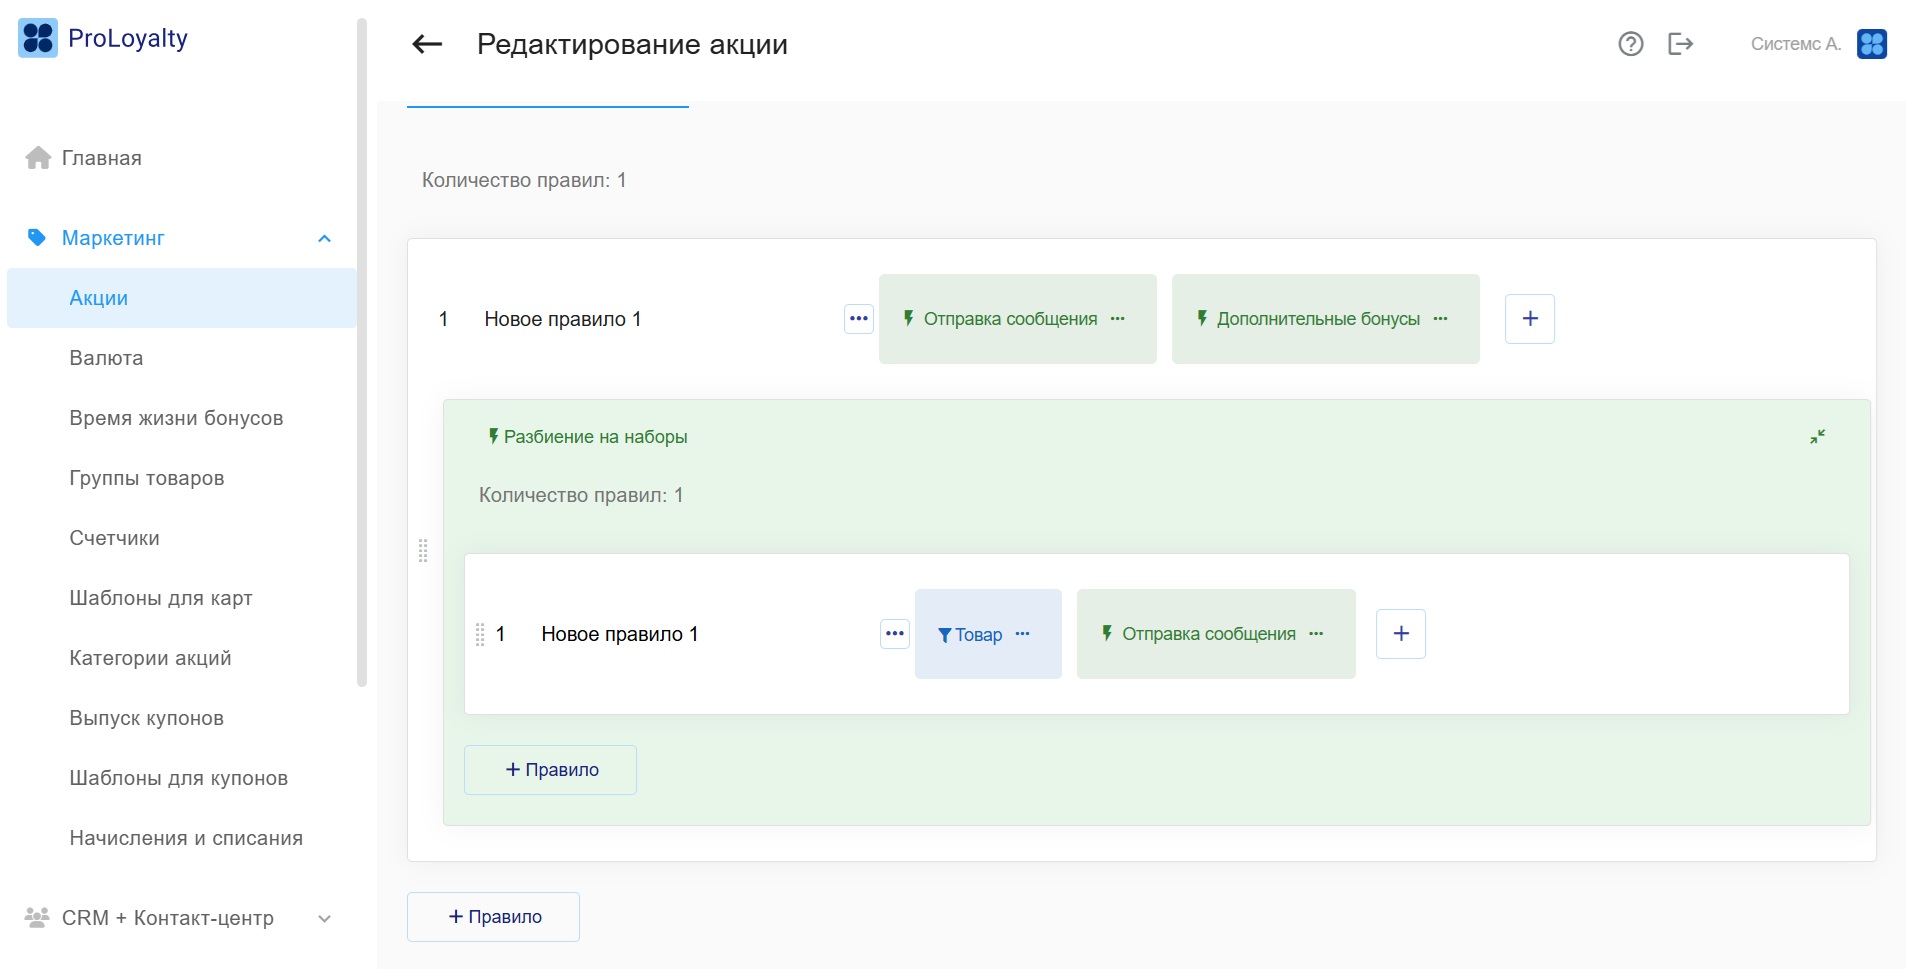 ProLoyalty
Главная
Маркетинг
Акции
Валюта
Время жизни бонусов
Группы товаров
Счетчики
Шаблоны для карт
Категории акций
Выпуск купонов
Шаблоны для купонов
Начисления и списания
CRM + Контакт-центр
Редактирование акции
Системс А.
Количество правил: 1
1 Новое правило 1 ••• Отправка сообщения ••• Дополнительные бонусы ••• +
Разбиение на наборы
Количество правил: 1
1 Новое правило 1 ••• Товар ••• Отправка сообщения ••• +
+ Правило
+ Правило